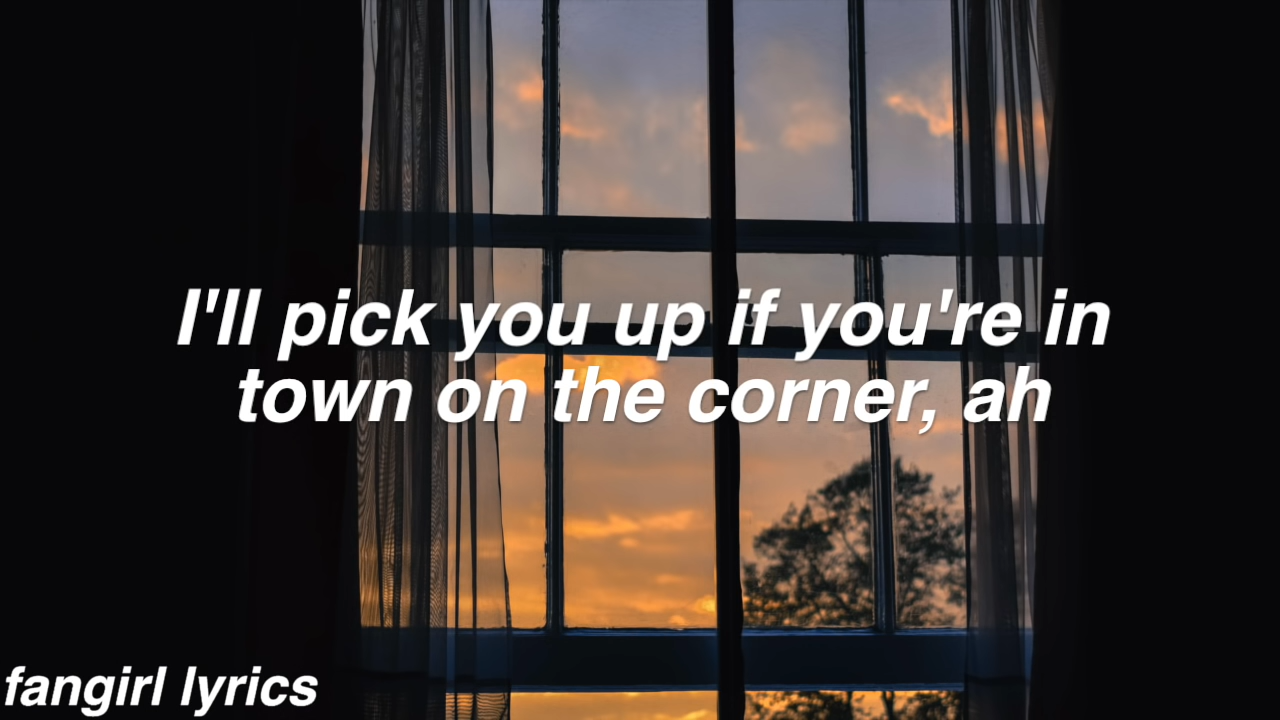 I'll pick you up if you're in
town on the corner, ah
fangirl lyrics